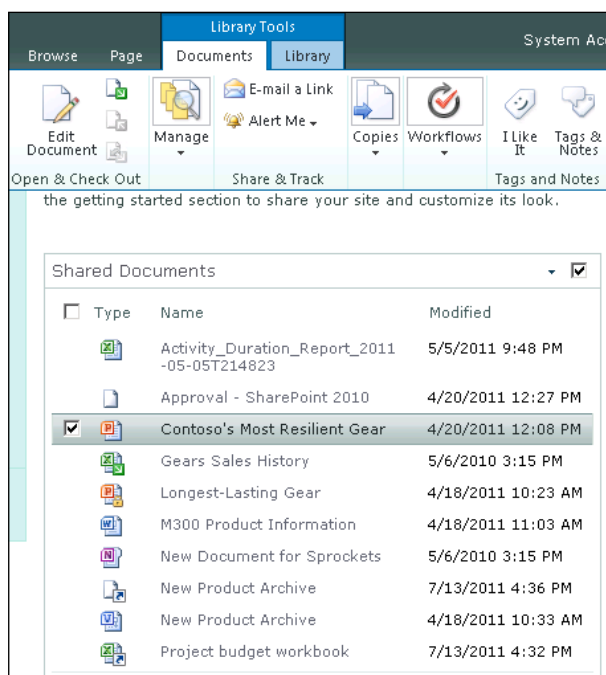 Library Tools
System Ac
Browse Page Documents Library
E-mail a Link
Alert Me
Edit Document
Manage
Copies
Workflows
I Like It
Tags & Notes
Open & Check Out
Share & Track
Tags and Notes
the getting started section to share your site and customize its look.
Shared Documents
Type Name Modified
Activity_Duration_Report_2011
-05-05T214823 5/5/2011 9:48 PM
Approval - SharePoint 2010 4/20/2011 12:27 PM
Contoso's Most Resilient Gear 4/20/2011 12:08 PM
Gears Sales History 5/6/2010 3:15 PM
Longest-Lasting Gear 4/18/2011 10:23 AM
M300 Product Information 4/18/2011 11:03 AM
New Document for Sprockets 5/6/2010 3:15 PM
New Product Archive 7/13/2011 4:36 PM
New Product Archive 4/18/2011 10:33 AM
Project budget workbook 7/13/2011 4:32 PM